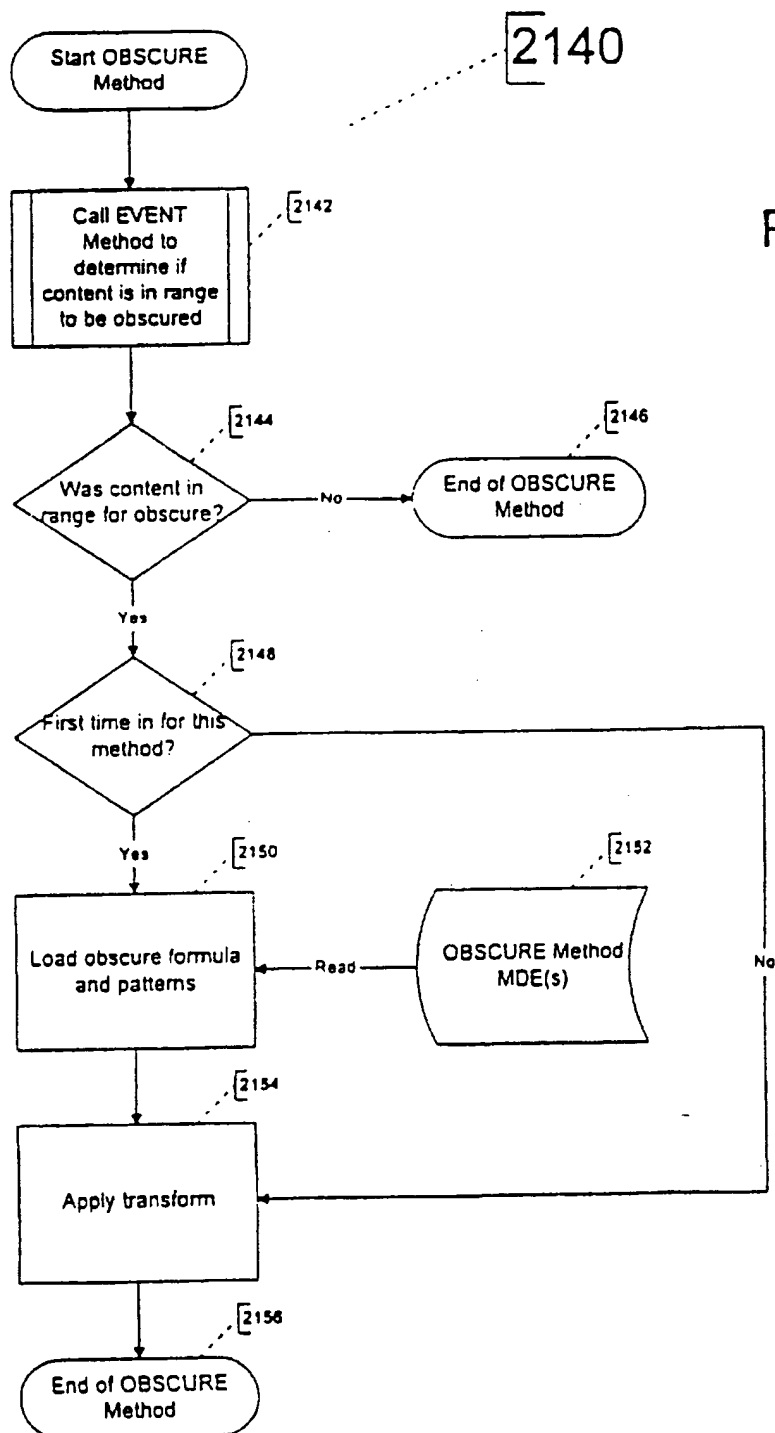 Start OBSCURE
Method
2140
Call EVENT
Method to
determine if
content is in range
to be obscured
2142
F
2144
Was content in
range for obscure?
No
2146
End of OBSCURE
Method
Yes
2148
First time in for this
method?
Yes
2150
Load obscure formula
and patterns
Read
2152
OBSCURE Method
MDE(s)
No
2154
Apply transform
2156
End of OBSCURE
Method